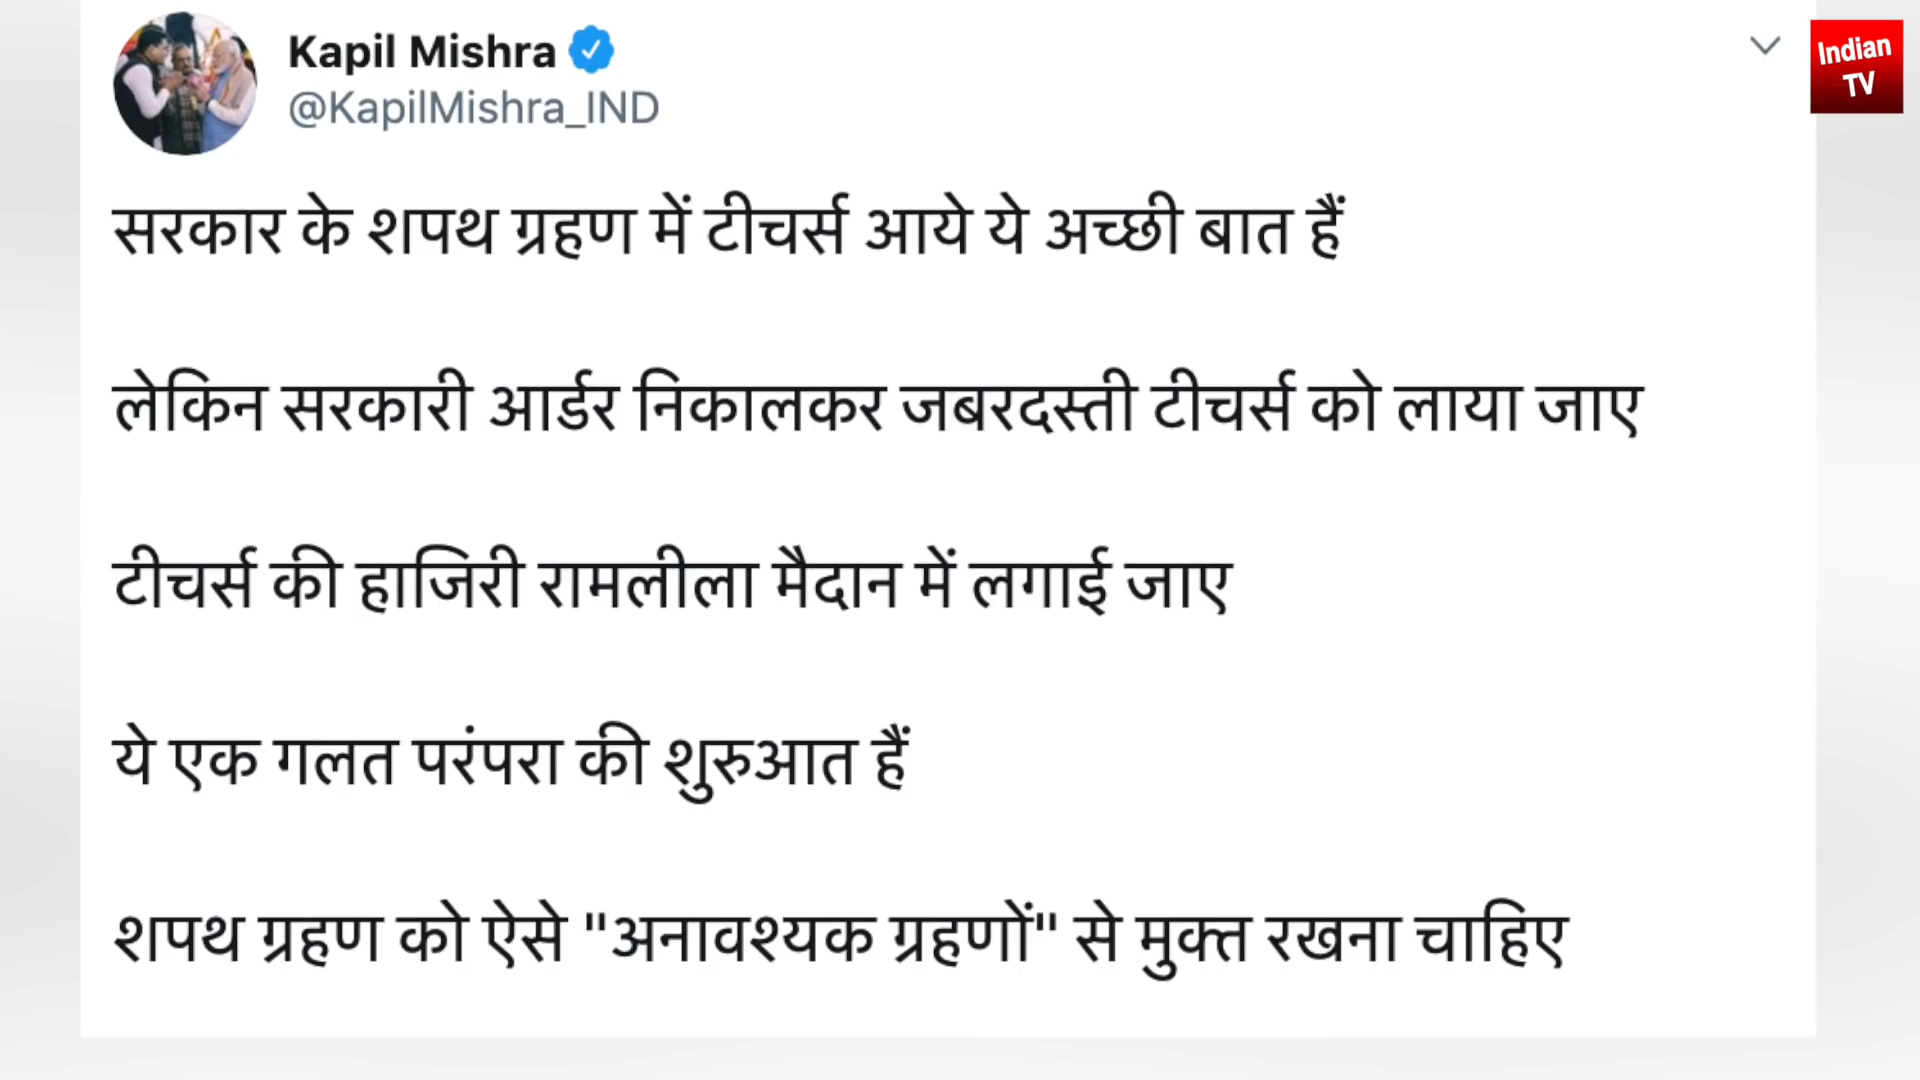 Kapil Mishra
@KapilMishra_IND
Indian
TV
सरकार के शपथ ग्रहण में टीचर्स आये ये अच्छी बात हैं
लेकिन सरकारी आर्डर निकालकर जबरदस्ती टीचर्स को लाया जाए
टीचर्स की हाजिरी रामलीला मैदान में लगाई जाए
ये एक गलत परंपरा की शुरुआत हैं
शपथ ग्रहण को ऐसे "अनावश्यक ग्रहणों" से मुक्त रखना चाहिए